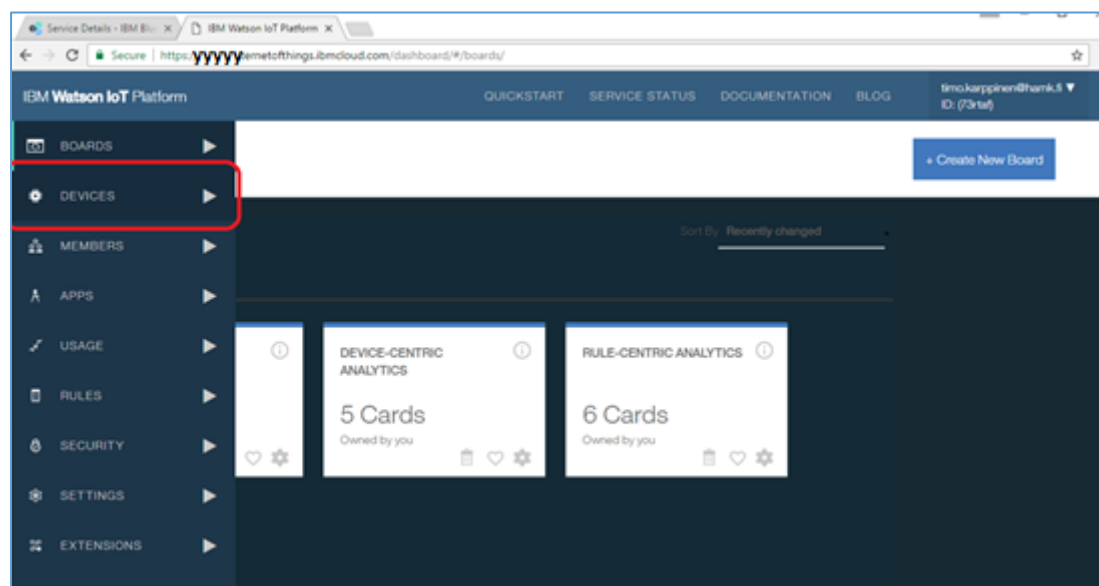 Service Details - IBM Blu
IBM Watson IoT Platform
Secure | https:/yyyyyternetofthings.ibmcloud.com/dashboard/#/boards/
IBM Watson IoT Platform
QUICKSTART SERVICE STATUS DOCUMENTATION BLOG
timo.karppinen@hamk.fi ▼
ID: (73rtaf)
BOARDS
+ Create New Board
DEVICES
MEMBERS
Sort By Recently changed
APPS
USAGE
DEVICE-CENTRIC
ANALYTICS
RULE-CENTRIC ANALYTICS
RULES
5 Cards
6 Cards
Owned by you
Owned by you
SECURITY
SETTINGS
EXTENSIONS